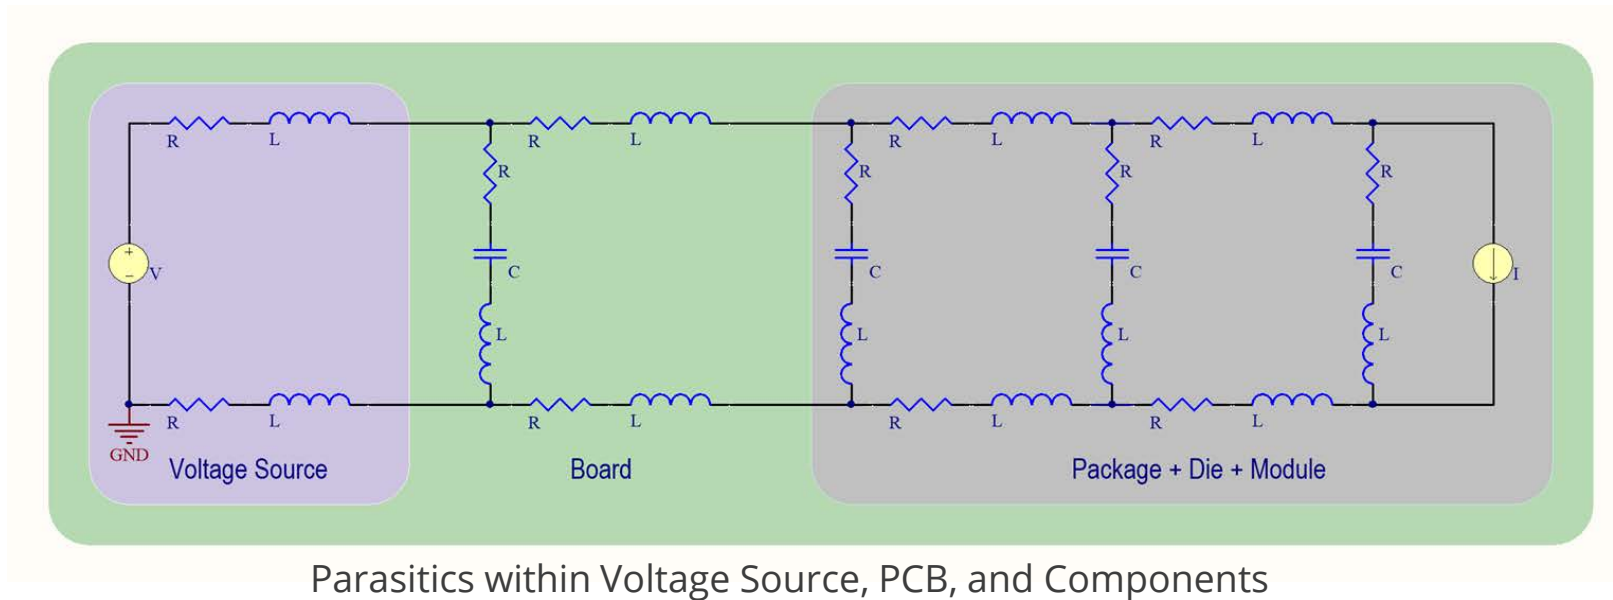 R L R L R L R L
R R R R
+
−
V C C C C I
L L L L
R L R L R L R L
GND
Voltage Source Board Package + Die + Module
Parasitics within Voltage Source, PCB, and Components